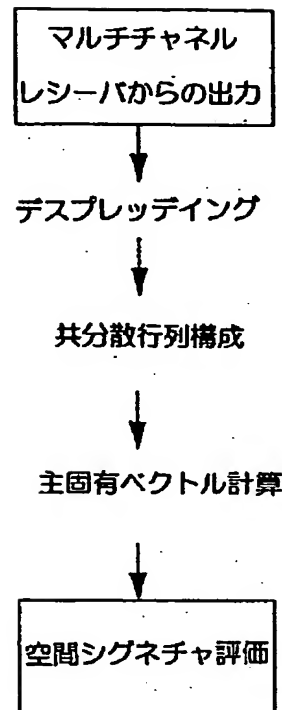 マルチチャネル
レシーバからの出力
デスプレッデイング
共分散行列構成
主固有ベクトル計算
空間シグネチャ評価